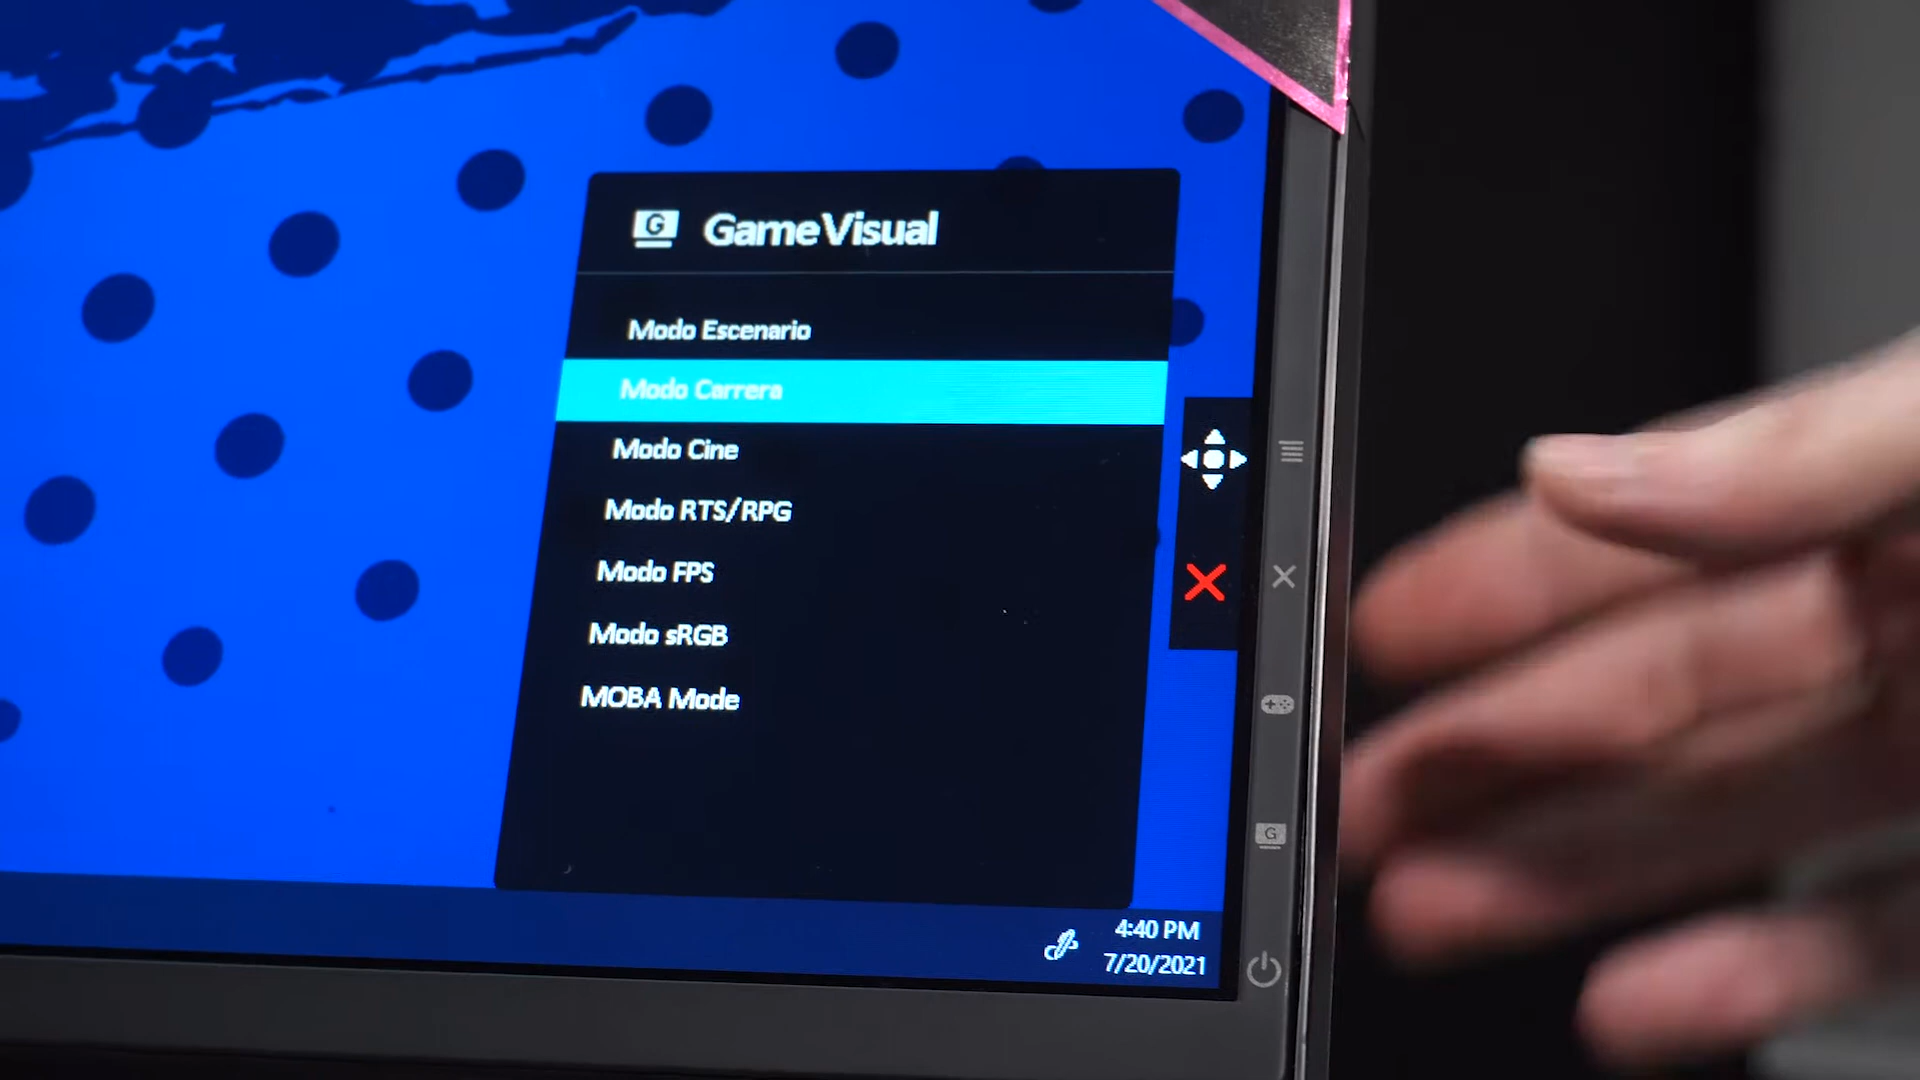 G GameVisual
Modo Escenario
Modo Carrera
Modo Cine
Modo RTS/RPG
Modo FPS
Modo sRGB
MOBA Mode
G
4:40 PM
7/20/2021